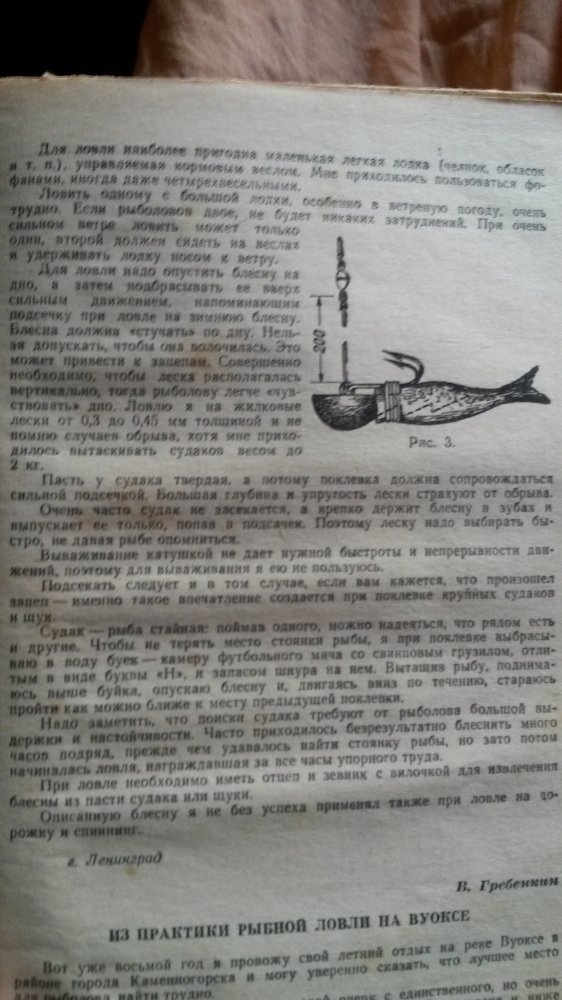 Для ловли наиболее пригодна маленькая легкая лодка (челнок, обласок
и т. п.), управляемая кормовым веслом. Мне приходилось пользоваться фо-
фанами, иногда даже четырехвесельными.
Ловить одному с большой лодки, особенно в ветреную погоду, очень
трудно. Если рыболовов двое, не будет никаких затруднений. При очень
сильном ветре ловить может только
один, второй должен сидеть на веслах
и удерживать лодку носом к ветру.
Для ловли надо опустить блесну на
дно, а затем подбрасывать ее вверх
сильным движением, напоминающим
подсечку при ловле на зимнюю блесну.
Блесна должна «стучать» по дну. Нель-
зя допускать, чтобы она волочилась. Это
может привести к зацепам. Совершенно
необходимо, чтобы леска располагалась
вертикально, тогда рыболову легче «чув-
ствовать» дно. Ловлю я на жилковые
лески от 0,3 до 0,45 мм толщиной и не
помню случаев обрыва, хотя мне прихо-
дилось вытаскивать судаков весом до
2 кг.
200
Рис. 3.
Пасть у судака твердая, а потому поклевка должна сопровождаться
сильной подсечкой. Большая глубина и упругость лески страхуют от обрыва.
Очень часто судак не засекается, а крепко держит блесну в зубах и
выпускает ее только, попав в подсачек. Поэтому леску надо выбирать бы-
стро, не давая рыбе опомниться.
Вываживание катушкой не дает нужной быстроты и непрерывности дви-
жений, поэтому для вываживания я ею не пользуюсь.
Подсекать следует и в том случае, если вам кажется, что произошел
зацеп — именно такое впечатление создается при поклевке крупных судаков
и щук.
Судак — рыба стайная: поймав одного, можно надеяться, что рядом есть
и другие. Чтобы не терять место стоянки рыбы, я при поклевке выбрасы-
ваю в воду буек — камеру футбольного мяча со свинцовым грузилом, отли-
тым в виде буквы «Н», и запасом шнура на нем. Вытащив рыбу, поднима-
юсь выше буйка, опускаю блесну и, двигаясь вниз по течению, стараюсь
пройти как можно ближе к месту предыдущей поклевки.
Надо заметить, что поиски судака требуют от рыболова большой вы-
держки и настойчивости. Часто приходилось безрезультатно блеснить много
часов подряд, прежде чем удавалось найти стоянку рыбы, но зато потом
начиналась ловля, награждавшая за все часы упорного труда.
При ловле необходимо иметь отцеп и зевник с вилочкой для извлечения
блесны из пасти судака или щуки.
Описанную блесну я не без успеха применял также при ловле на до-
рожку и спиннинг.
г. Ленинград
В. Гребенкин
ИЗ ПРАКТИКИ РЫБНОЙ ЛОВЛИ НА ВУОКСЕ
Вот уже восьмой год я провожу свой летний отдых на реке Вуоксе в
районе города Каменногорска и могу уверенно сказать, что лучшее место
для рыболова найти трудно.
с единственного, но очень